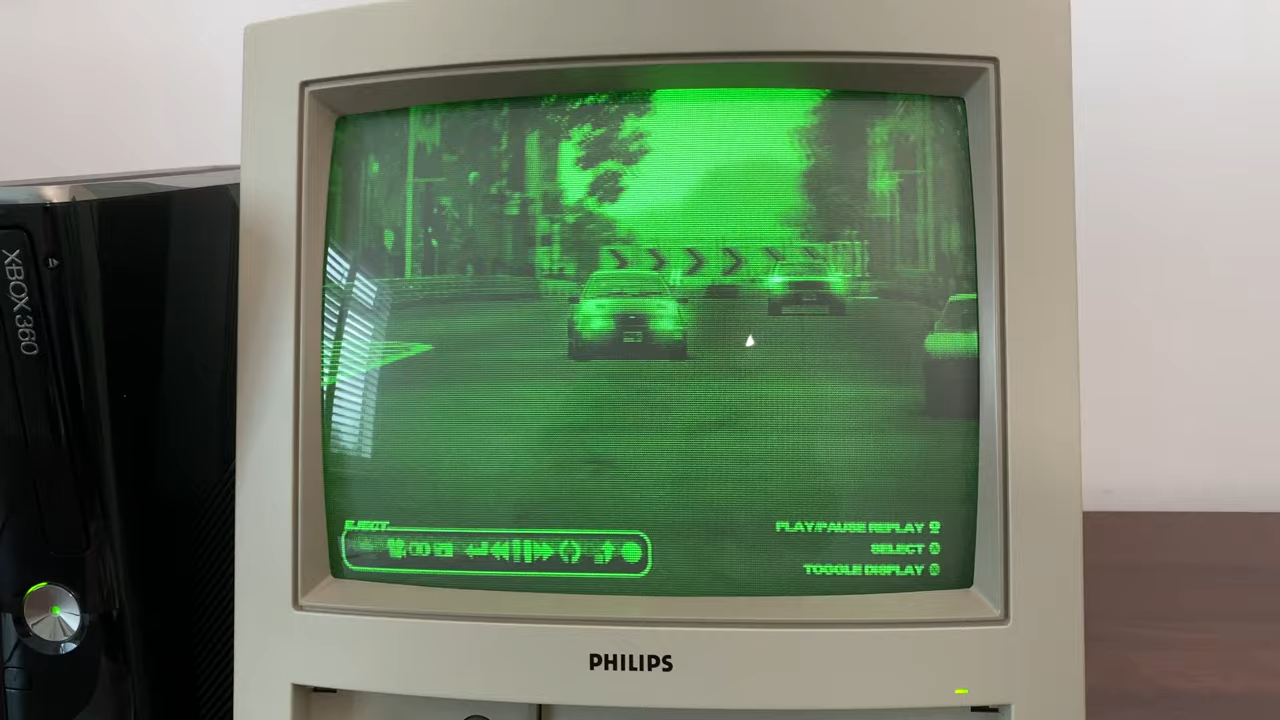 XBOX 360
EJECT
PLAY/PAUSE REPLAY
SELECT
TOGGLE DISPLAY
PHILIPS